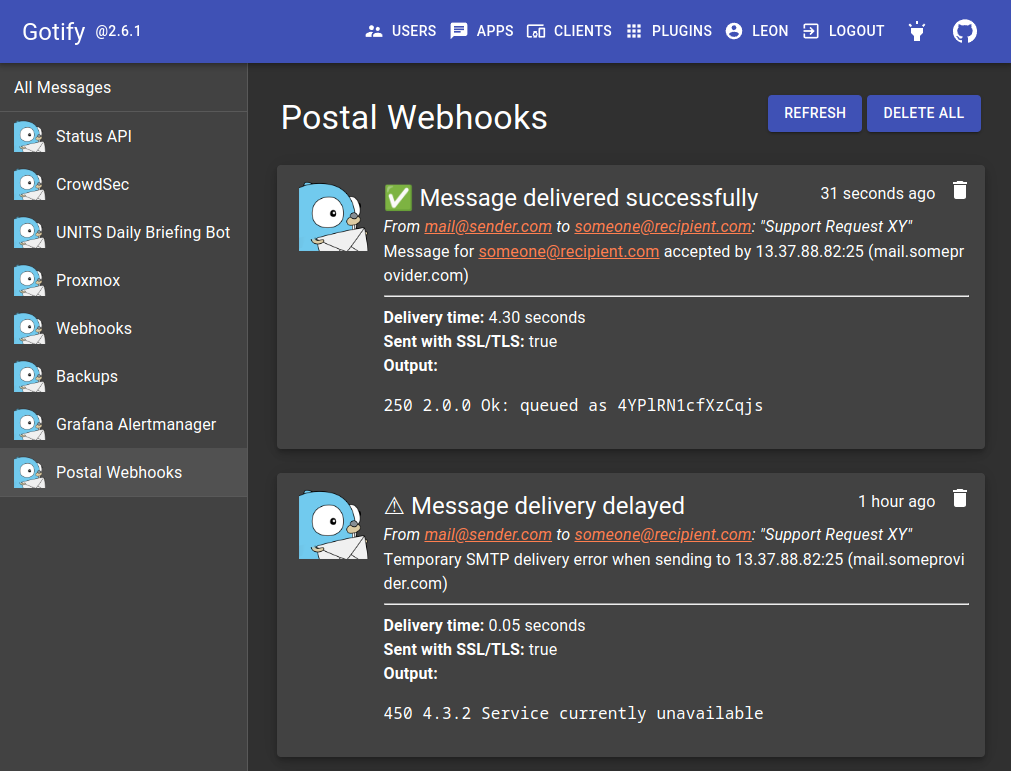 Gotify @2.6.1
USERS APPS CLIENTS PLUGINS LEON LOGOUT
All Messages
Status API
CrowdSec
UNITS Daily Briefing Bot
Proxmox
Webhooks
Backups
Grafana Alertmanager
Postal Webhooks
Postal Webhooks
REFRESH DELETE ALL
✅ Message delivered successfully 31 seconds ago
From mail@sender.com to someone@recipient.com: "Support Request XY"
Message for someone@recipient.com accepted by 13.37.88.82:25 (mail.somepr
ovider.com)
Delivery time: 4.30 seconds
Sent with SSL/TLS: true
Output:
250 2.0.0 Ok: queued as 4YPlRN1cfXzCqjs
⚠ Message delivery delayed 1 hour ago
From mail@sender.com to someone@recipient.com: "Support Request XY"
Temporary SMTP delivery error when sending to 13.37.88.82:25 (mail.someprovi
der.com)
Delivery time: 0.05 seconds
Sent with SSL/TLS: true
Output:
450 4.3.2 Service currently unavailable